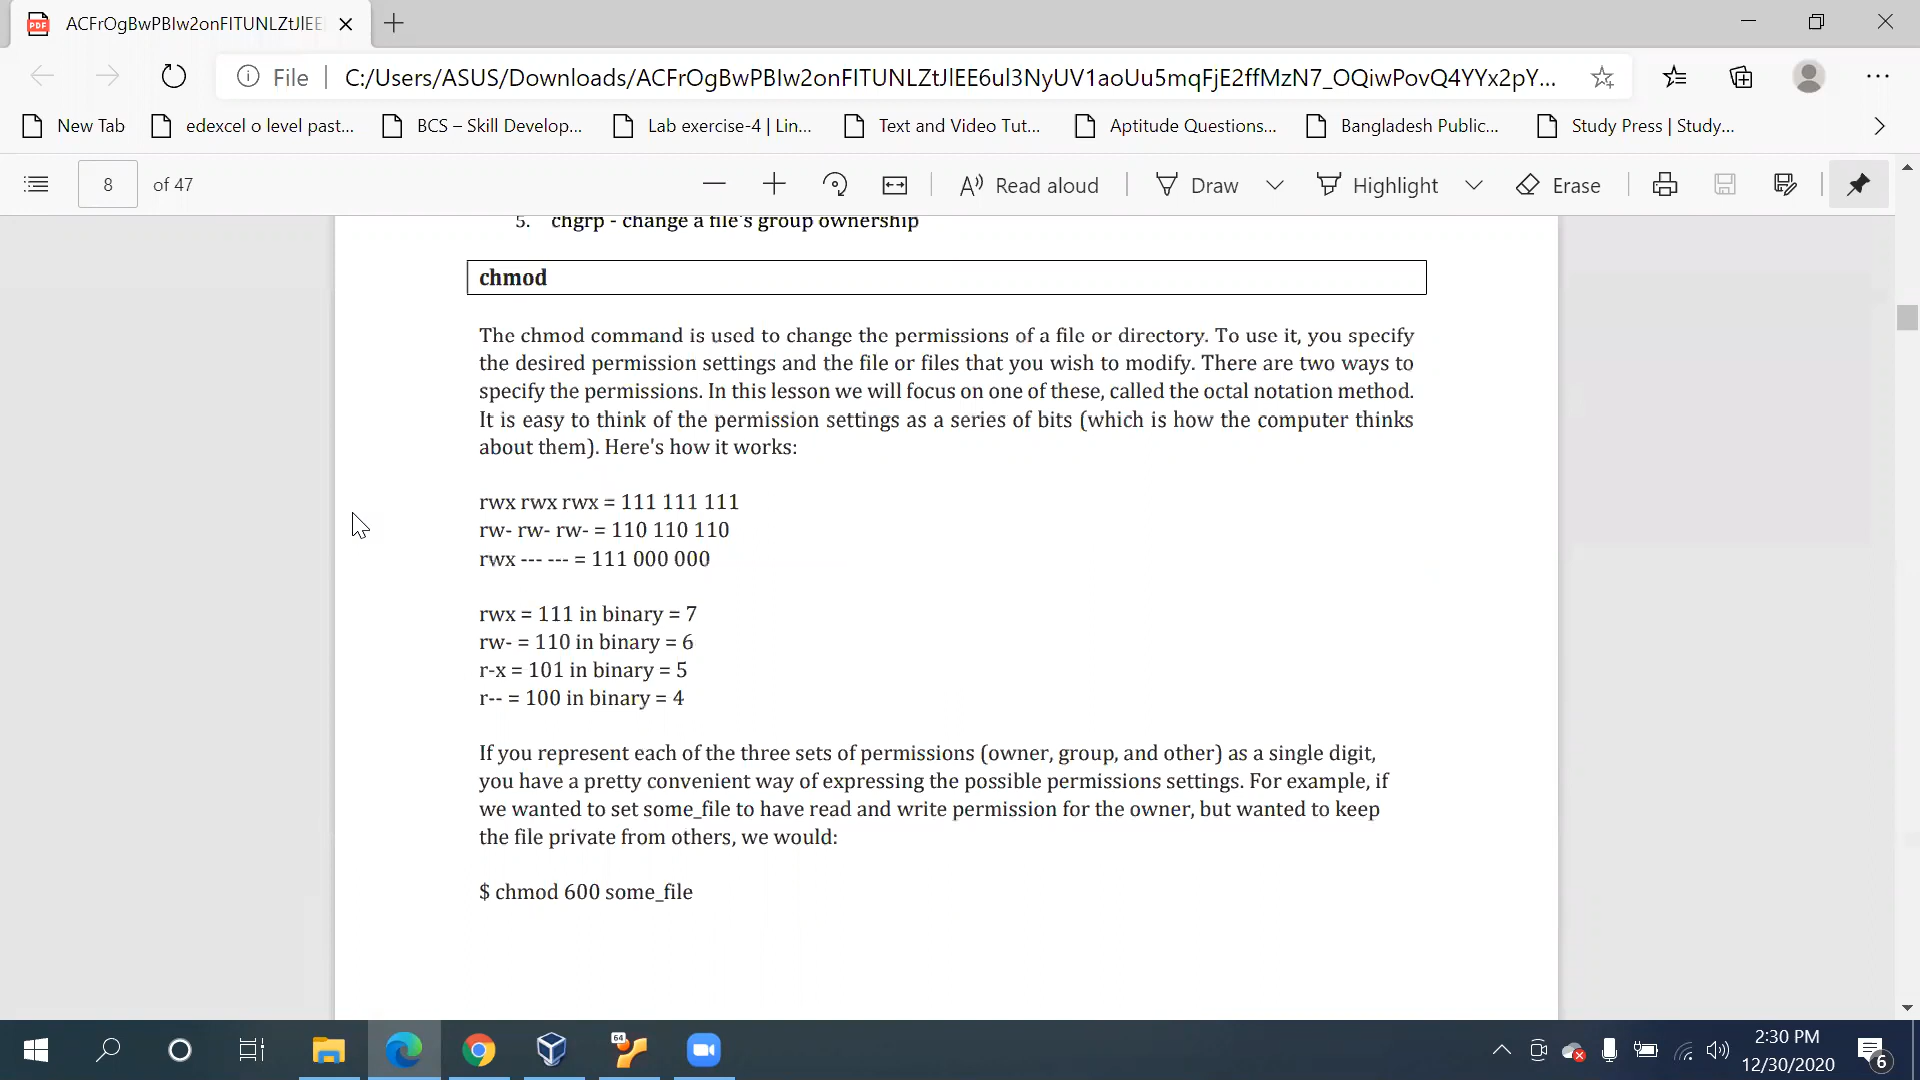 ACFrOgBwPBIw2onFITUNLZtJlEE
File
C:/Users/ASUS/Downloads/ACFrOgBwPBIw2onFITUNLZtJlEE6ul3NyUV1aoUu5mqFjE2ffMzN7_OQiwPovQ4YYx2pY...
New Tab
edexcel o level past...
BCS – Skill Develop...
Lab exercise-4 | Lin...
Text and Video Tut...
Aptitude Questions...
Bangladesh Public...
Study Press | Study...
8 of 47
Read aloud
Draw
Highlight
Erase
5. chgrp - change a file's group ownership
chmod
The chmod command is used to change the permissions of a file or directory. To use it, you specify
the desired permission settings and the file or files that you wish to modify. There are two ways to
specify the permissions. In this lesson we will focus on one of these, called the octal notation method.
It is easy to think of the permission settings as a series of bits (which is how the computer thinks
about them). Here's how it works:
rwx rwx rwx = 111 111 111
rw- rw- rw- = 110 110 110
rwx --- --- = 111 000 000
rwx = 111 in binary = 7
rw- = 110 in binary = 6
r-x = 101 in binary = 5
r-- = 100 in binary = 4
If you represent each of the three sets of permissions (owner, group, and other) as a single digit,
you have a pretty convenient way of expressing the possible permissions settings. For example, if
we wanted to set some_file to have read and write permission for the owner, but wanted to keep
the file private from others, we would:
$ chmod 600 some_file
64
2:30 PM
12/30/2020
6